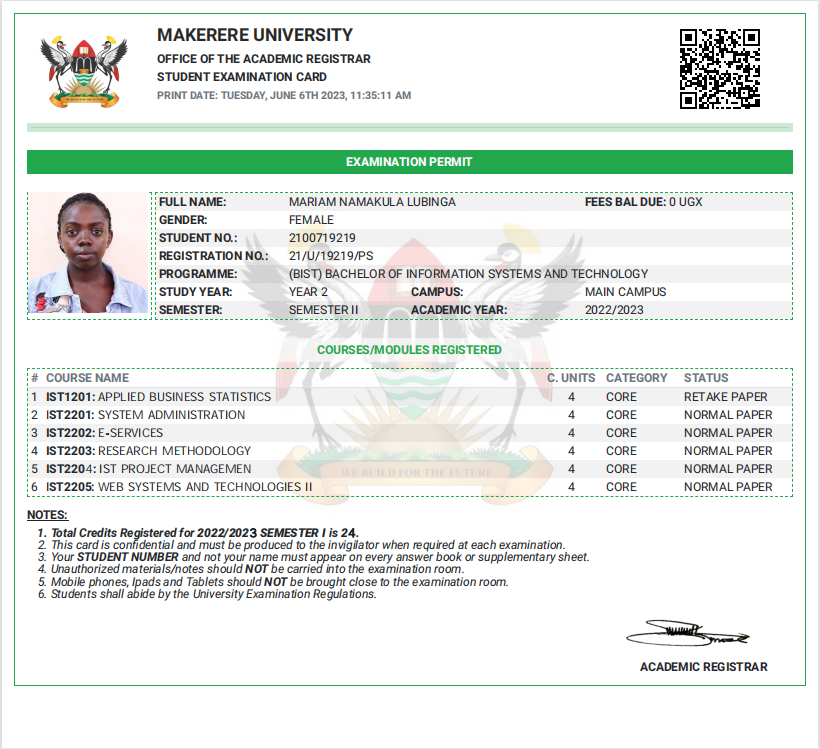 MAKERERE UNIVERSITY
OFFICE OF THE ACADEMIC REGISTRAR
STUDENT EXAMINATION CARD
PRINT DATE: TUESDAY, JUNE 6TH 2023, 11:35:11 AM
EXAMINATION PERMIT
FULL NAME: MARIAM NAMAKULA LUBINGA FEES BAL DUE: 0 UGX
GENDER: FEMALE
STUDENT NO.: 2100719219
REGISTRATION NO.: 21/U/19219/PS
PROGRAMME: (BIST) BACHELOR OF INFORMATION SYSTEMS AND TECHNOLOGY
STUDY YEAR: YEAR 2 CAMPUS: MAIN CAMPUS
SEMESTER: SEMESTER II ACADEMIC YEAR: 2022/2023
COURSES/MODULES REGISTERED
# COURSE NAME C. UNITS CATEGORY STATUS
1 IST1201: APPLIED BUSINESS STATISTICS 4 CORE RETAKE PAPER
2 IST2201: SYSTEM ADMINISTRATION 4 CORE NORMAL PAPER
3 IST2202: E-SERVICES 4 CORE NORMAL PAPER
4 IST2203: RESEARCH METHODOLOGY 4 CORE NORMAL PAPER
5 IST2204: IST PROJECT MANAGEMEN 4 CORE NORMAL PAPER
6 IST2205: WEB SYSTEMS AND TECHNOLOGIES II 4 CORE NORMAL PAPER
WE BUILD FOR THE FUTURE
NOTES:
1. Total Credits Registered for 2022/2023 SEMESTER I is 24.
2. This card is confidential and must be produced to the invigilator when required at each examination.
3. Your STUDENT NUMBER and not your name must appear on every answer book or supplementary sheet.
4. Unauthorized materials/notes should NOT be carried into the examination room.
5. Mobile phones, Ipads and Tablets should NOT be brought close to the examination room.
6. Students shall abide by the University Examination Regulations.
ACADEMIC REGISTRAR